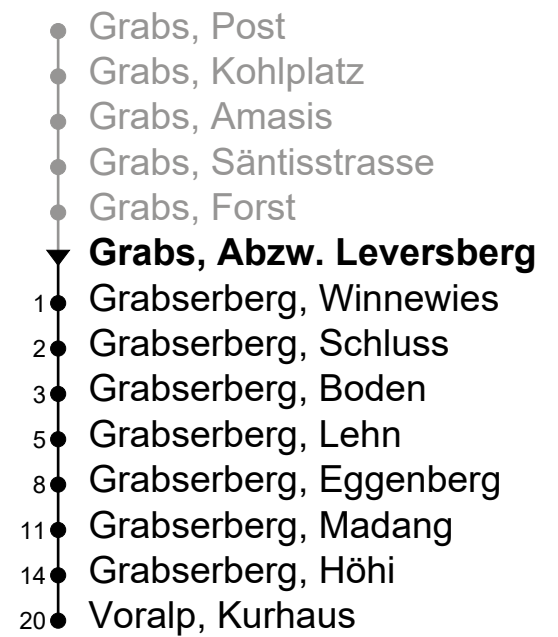 Grabs, Post
Grabs, Kohlplatz
Grabs, Amasis
Grabs, Säntisstrasse
Grabs, Forst
Grabs, Abzw. Leversberg
1 Grabserberg, Winnewies
2 Grabserberg, Schluss
3 Grabserberg, Boden
5 Grabserberg, Lehn
8 Grabserberg, Eggenberg
11 Grabserberg, Madang
14 Grabserberg, Höhi
20 Voralp, Kurhaus